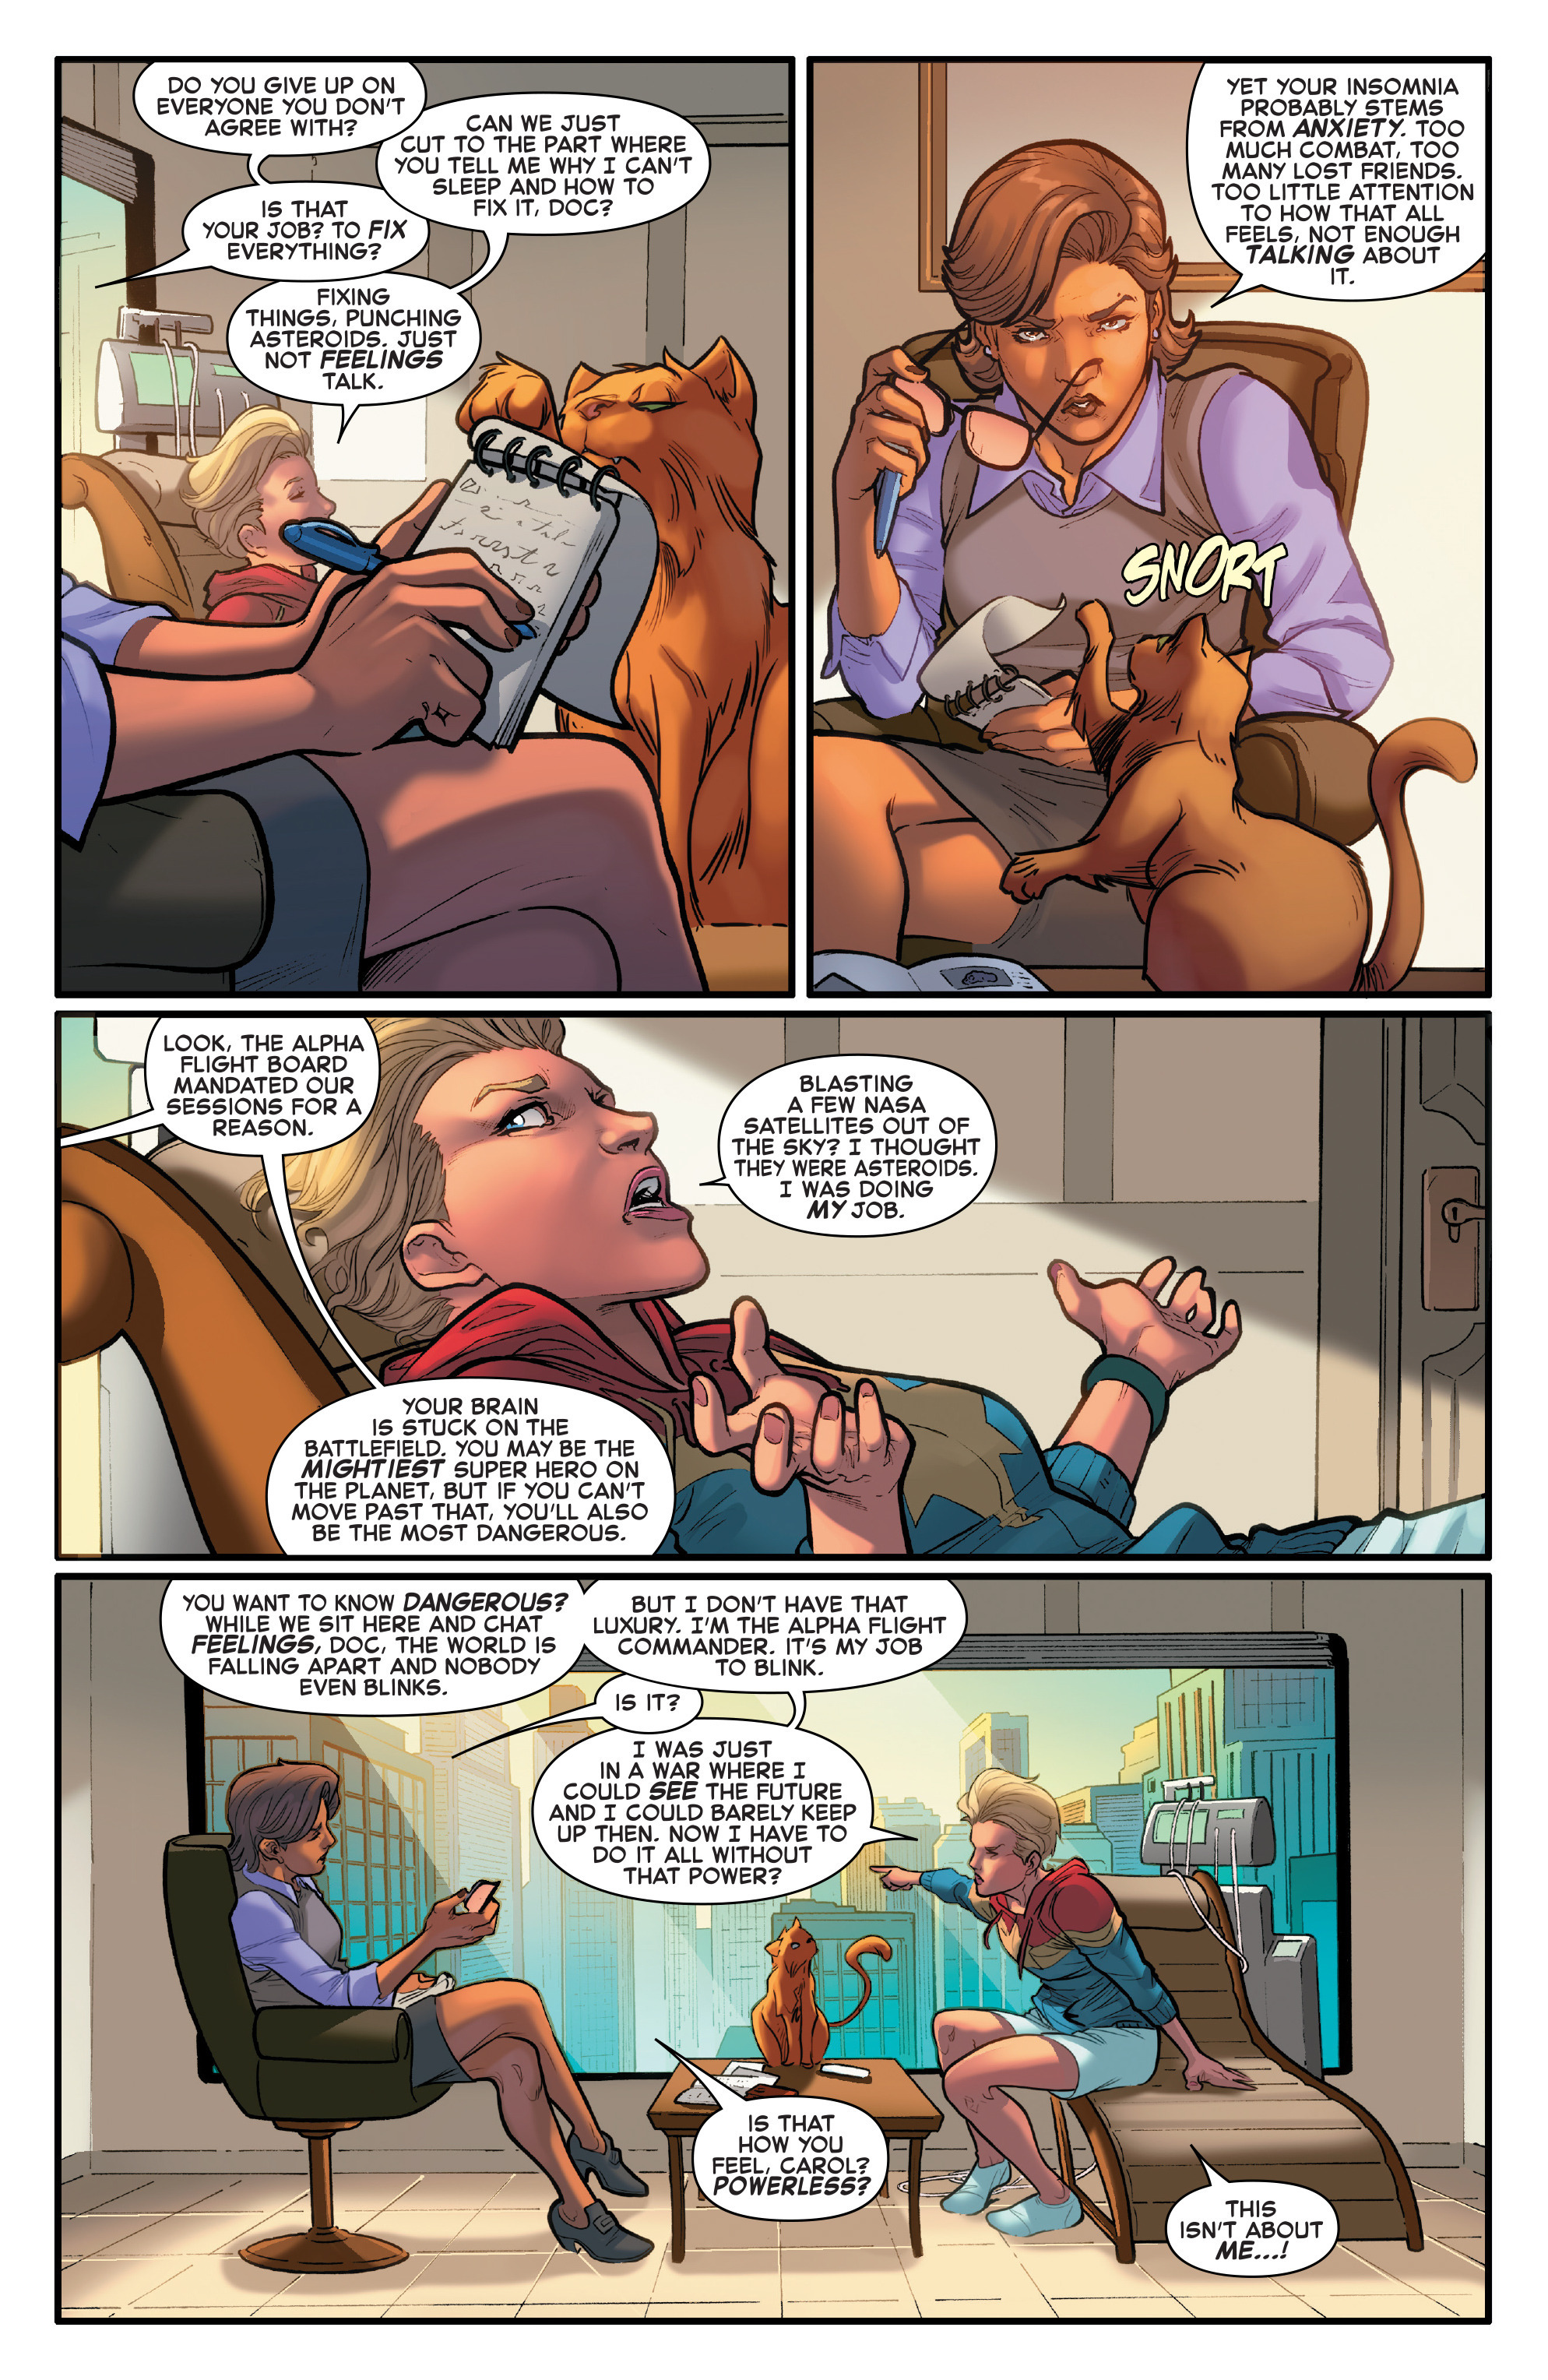 DO YOU GIVE UP ON
EVERYONE YOU DON'T
AGREE WITH?
CAN WE JUST
CUT TO THE PART WHERE
YOU TELL ME WHY I CAN'T
SLEEP AND HOW TO
FIX IT, DOC?
IS THAT
YOUR JOB? TO FIX
EVERYTHING?
FIXING
THINGS, PUNCHING
ASTEROIDS. JUST
NOT FEELINGS
TALK.
YET YOUR INSOMNIA
PROBABLY STEMS
FROM ANXIETY. TOO
MUCH COMBAT, TOO
MANY LOST FRIENDS.
TOO LITTLE ATTENTION
TO HOW THAT ALL
FEELS, NOT ENOUGH
TALKING ABOUT
IT.
SNORT
LOOK, THE ALPHA
FLIGHT BOARD
MANDATED OUR
SESSIONS FOR A
REASON.
BLASTING
A FEW NASA
SATELLITES OUT OF
THE SKY? I THOUGHT
THEY WERE ASTEROIDS.
I WAS DOING
MY JOB.
YOUR BRAIN
IS STUCK ON THE
BATTLEFIELD. YOU MAY BE THE
MIGHTIEST SUPER HERO ON
THE PLANET, BUT IF YOU CAN'T
MOVE PAST THAT, YOU'LL ALSO
BE THE MOST DANGEROUS.
YOU WANT TO KNOW DANGEROUS?
WHILE WE SIT HERE AND CHAT
FEELINGS, DOC, THE WORLD IS
FALLING APART AND NOBODY
EVEN BLINKS.
BUT I DON'T HAVE THAT
LUXURY. I'M THE ALPHA FLIGHT
COMMANDER. IT'S MY JOB
TO BLINK.
IS IT?
I WAS JUST
IN A WAR WHERE I
COULD SEE THE FUTURE
AND I COULD BARELY KEEP
UP THEN. NOW I HAVE TO
DO IT ALL WITHOUT
THAT POWER?
IS THAT
HOW YOU
FEEL, CAROL?
POWERLESS?
THIS
ISN'T ABOUT
ME...!